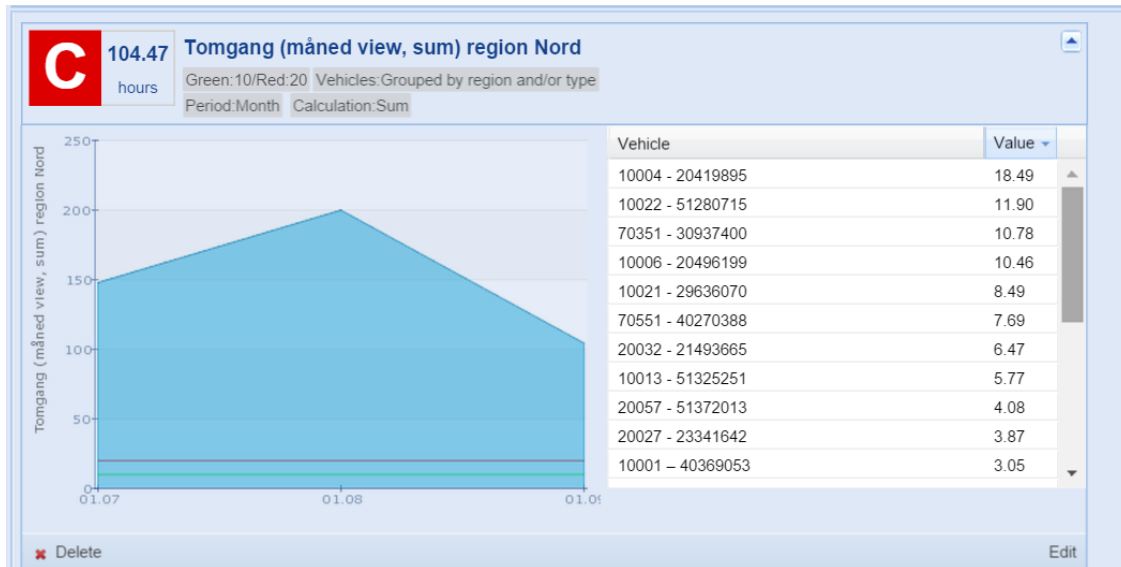 C
104.47
hours
Tomgang (måned view, sum) region Nord
Green:10/Red:20 Vehicles:Grouped by region and/or type
Period:Month Calculation:Sum
Tomgang (måned view, sum) region Nord
250
200
150
100
50
0
01.07 01.08 01.09
Vehicle Value
10004 - 20419895 18.49
10022 - 51280715 11.90
70351 - 30937400 10.78
10006 - 20496199 10.46
10021 - 29636070 8.49
70551 - 40270388 7.69
20032 - 21493665 6.47
10013 - 51325251 5.77
20057 - 51372013 4.08
20027 - 23341642 3.87
10001 – 40369053 3.05
Delete Edit